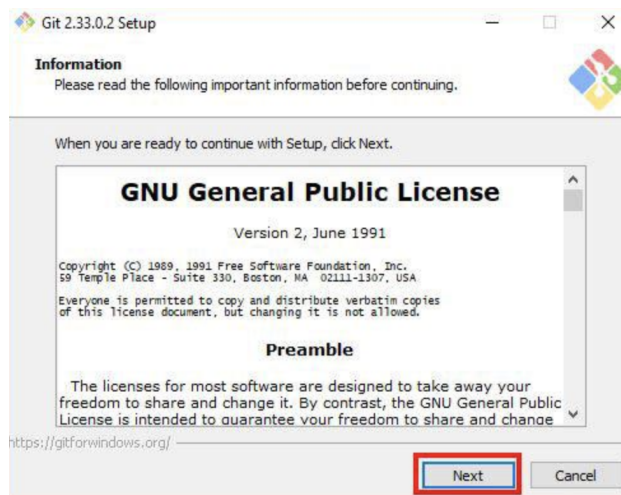 Git 2.33.0.2 Setup
Information
Please read the following important information before continuing.
When you are ready to continue with Setup, click Next.
GNU General Public License
Version 2, June 1991
Copyright (C) 1989, 1991 Free Software Foundation, Inc.
59 Temple Place - Suite 330, Boston, MA  02111-1307, USA
Everyone is permitted to copy and distribute verbatim copies
of this license document, but changing it is not allowed.
Preamble
The licenses for most software are designed to take away your
freedom to share and change it. By contrast, the GNU General Public
License is intended to guarantee your freedom to share and change
https://gitforwindows.org/
Next
Cancel